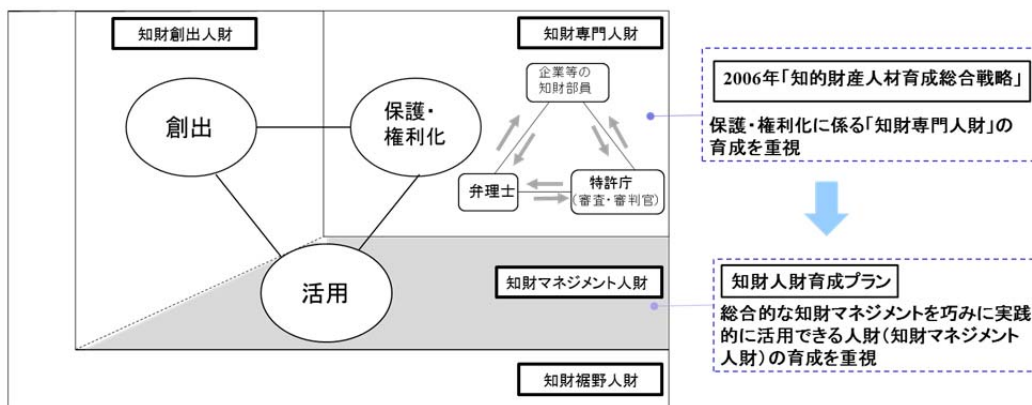 知財創出人財
知財専門人財
創出
保護・
権利化
活用
企業等の
知財部員
弁理士
特許庁
(審査・審判官)
知財マネジメント人財
知財裾野人財
2006年「知的財産人材育成総合戦略」
保護・権利化に係る「知財専門人財」の
育成を重視
知財人財育成プラン
総合的な知財マネジメントを巧みに実践
的に活用できる人財(知財マネジメント
人財)の育成を重視